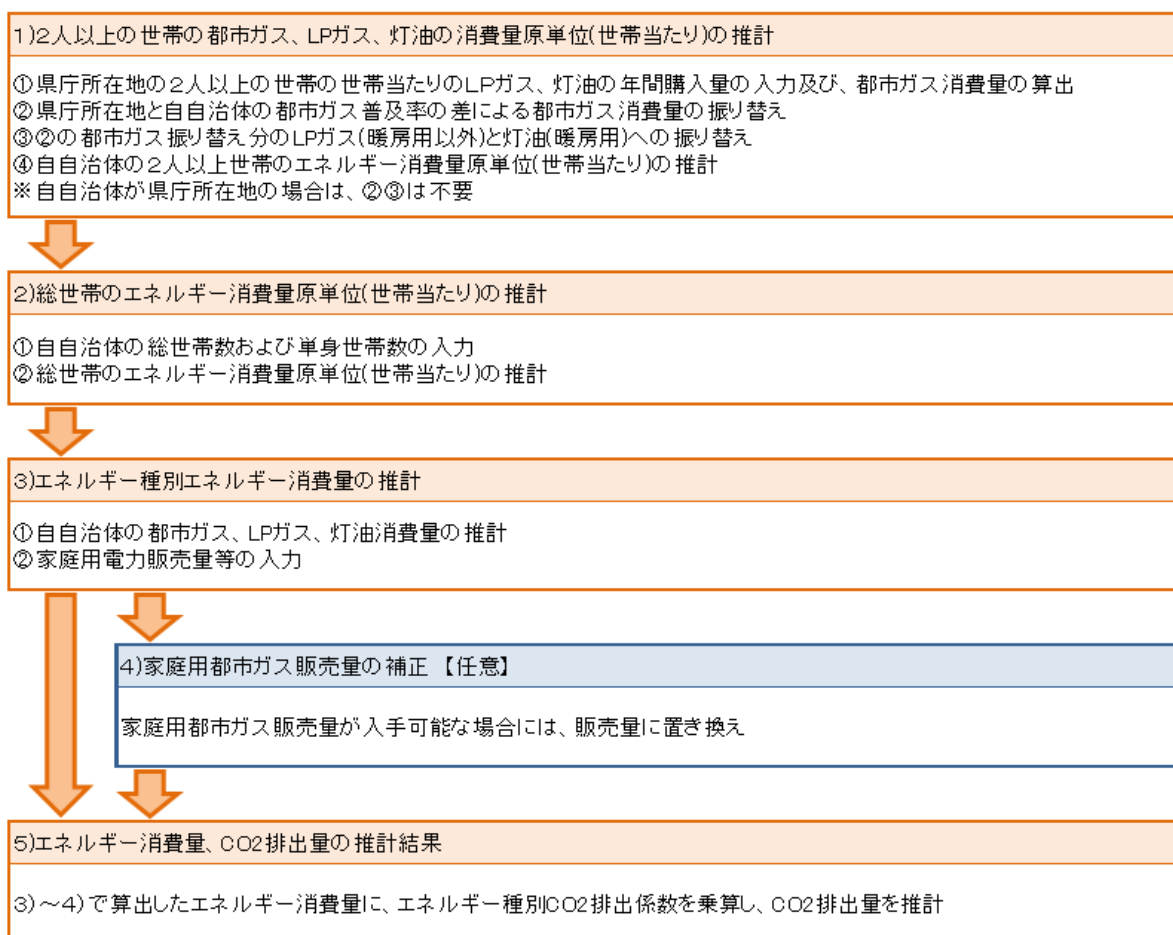 1)2人以上の世帯の都市ガス、LPガス、灯油の消費量原単位(世帯当たり)の推計
①県庁所在地の2人以上の世帯の世帯当たりのLPガス、灯油の年間購入量の入力及び、都市ガス消費量の算出
②県庁所在地と自自治体の都市ガス普及率の差による都市ガス消費量の振り替え
③②の都市ガス振り替え分のLPガス(暖房用以外)と灯油(暖房用)への振り替え
④自自治体の2人以上世帯のエネルギー消費量原単位(世帯当たり)の推計
※自自治体が県庁所在地の場合は、②③は不要
2)総世帯のエネルギー消費量原単位(世帯当たり)の推計
①自自治体の総世帯数および単身世帯数の入力
②総世帯のエネルギー消費量原単位(世帯当たり)の推計
3)エネルギー種別エネルギー消費量の推計
①自自治体の都市ガス、LPガス、灯油消費量の推計
②家庭用電力販売量等の入力
4)家庭用都市ガス販売量の補正 【任意】
家庭用都市ガス販売量が入手可能な場合には、販売量に置き換え
5)エネルギー消費量、CO2排出量の推計結果
3)～4)で算出したエネルギー消費量に、エネルギー種別CO2排出係数を乗算し、CO2排出量を推計